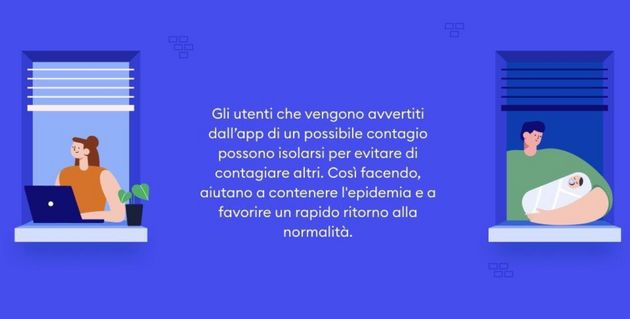 Gli utenti che vengono avvertiti
dall’app di un possibile contagio
possono isolarsi per evitare di
contagiare altri. Così facendo,
aiutano a contenere l'epidemia e a
favorire un rapido ritorno alla
normalità.